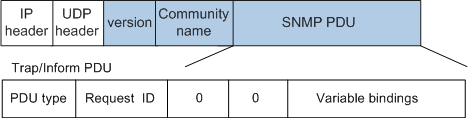 IP header
UDP header
version
Community name
SNMP PDU
Trap/Inform PDU
PDU type
Request ID
0
0
Variable bindings